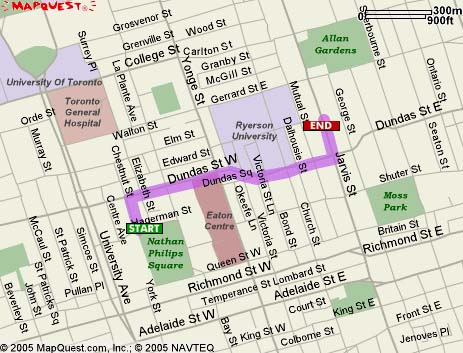 MAPQUEST
300m
900ft
Grosvenor St
Grenville St
Wood St
Sherbourne St
Surrey Pl
College St
Carlton St
Allan
Gardens
La Plante Ave
Yonge St
Granby St
McGill St
Ontario St
University Of Toronto
Gerrard St E
Mutual St
George St
Toronto
General
Hospital
Orde St
Walton St
Elm St
Ryerson
University
Dalhousie St
END
Dundas St E
Murray St
Edward St
Seaton St
Chestnut St
Elizabeth St
Dundas St W
Dundas Sq
Victoria St Ln
Jarvis St
Shuter St
Centre Ave
Hagerman St
START
Eaton
Centre
Okeefe Ln
Victoria St
Bond St
Church St
Moss
Park
McCaul St
St Patrick St
Simcoe St
University Ave
Nathan
Philips
Square
Britain St
Richmond St E
Queen St W
Beverley St
John St
St Patricks Sq
Pullan Pl
York St
Richmond St W
Temperance St
Lombard St
Adelaide St E
Adelaide St W
Bay St
Court St
King St E
Front St E
King St W
Colborne St
Jenoves Pl
© 2005 MapQuest.com, Inc.; © 2005 NAVTEQ